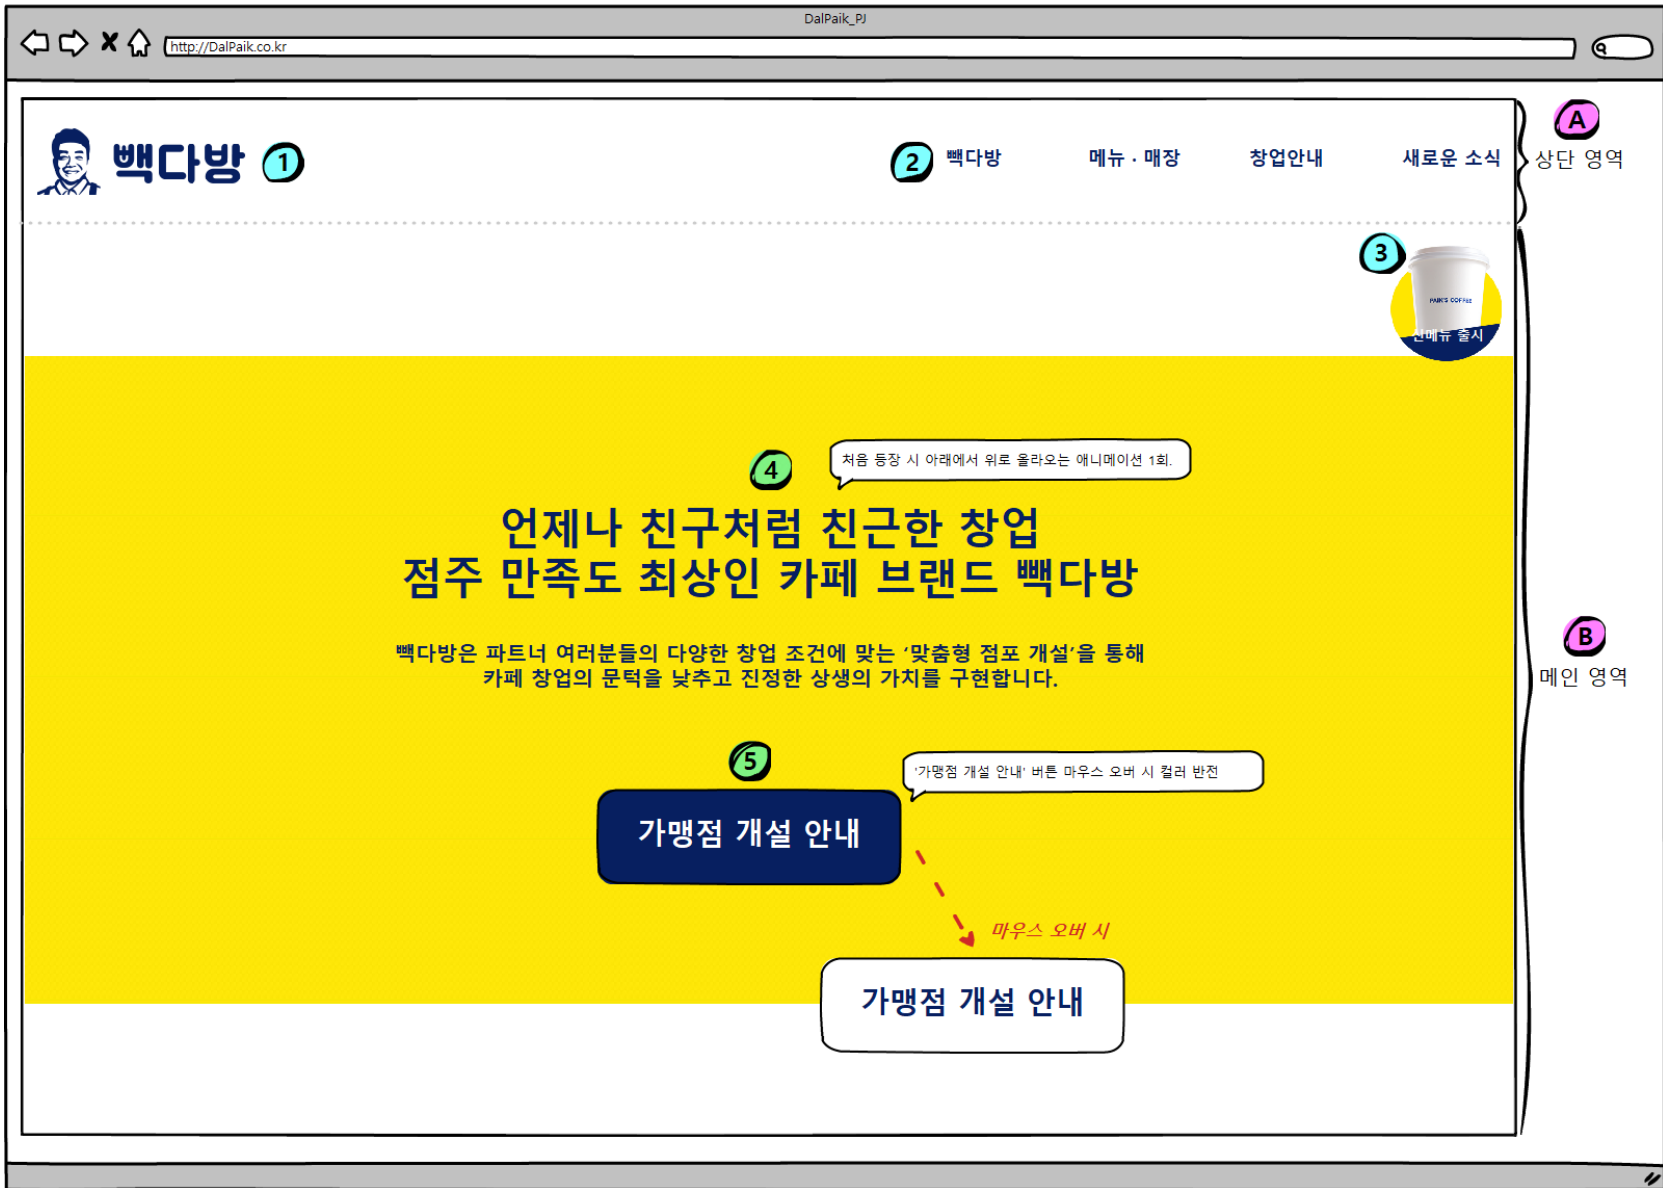 DalPaik_PJ
http://DalPaik.co.kr
빽다방
1
2
빽다방
메뉴 · 매장
창업안내
새로운 소식
A
상단 영역
3
PAIK'S COFFEE
신메뉴 출시
4
처음 등장 시 아래에서 위로 올라오는 애니메이션 1회.
언제나 친구처럼 친근한 창업
점주 만족도 최상인 카페 브랜드 빽다방
빽다방은 파트너 여러분들의 다양한 창업 조건에 맞는 ‘맞춤형 점포 개설’을 통해
카페 창업의 문턱을 낮추고 진정한 상생의 가치를 구현합니다.
B
메인 영역
5
'가맹점 개설 안내' 버튼 마우스 오버 시 컬러 반전
가맹점 개설 안내
마우스 오버 시
가맹점 개설 안내